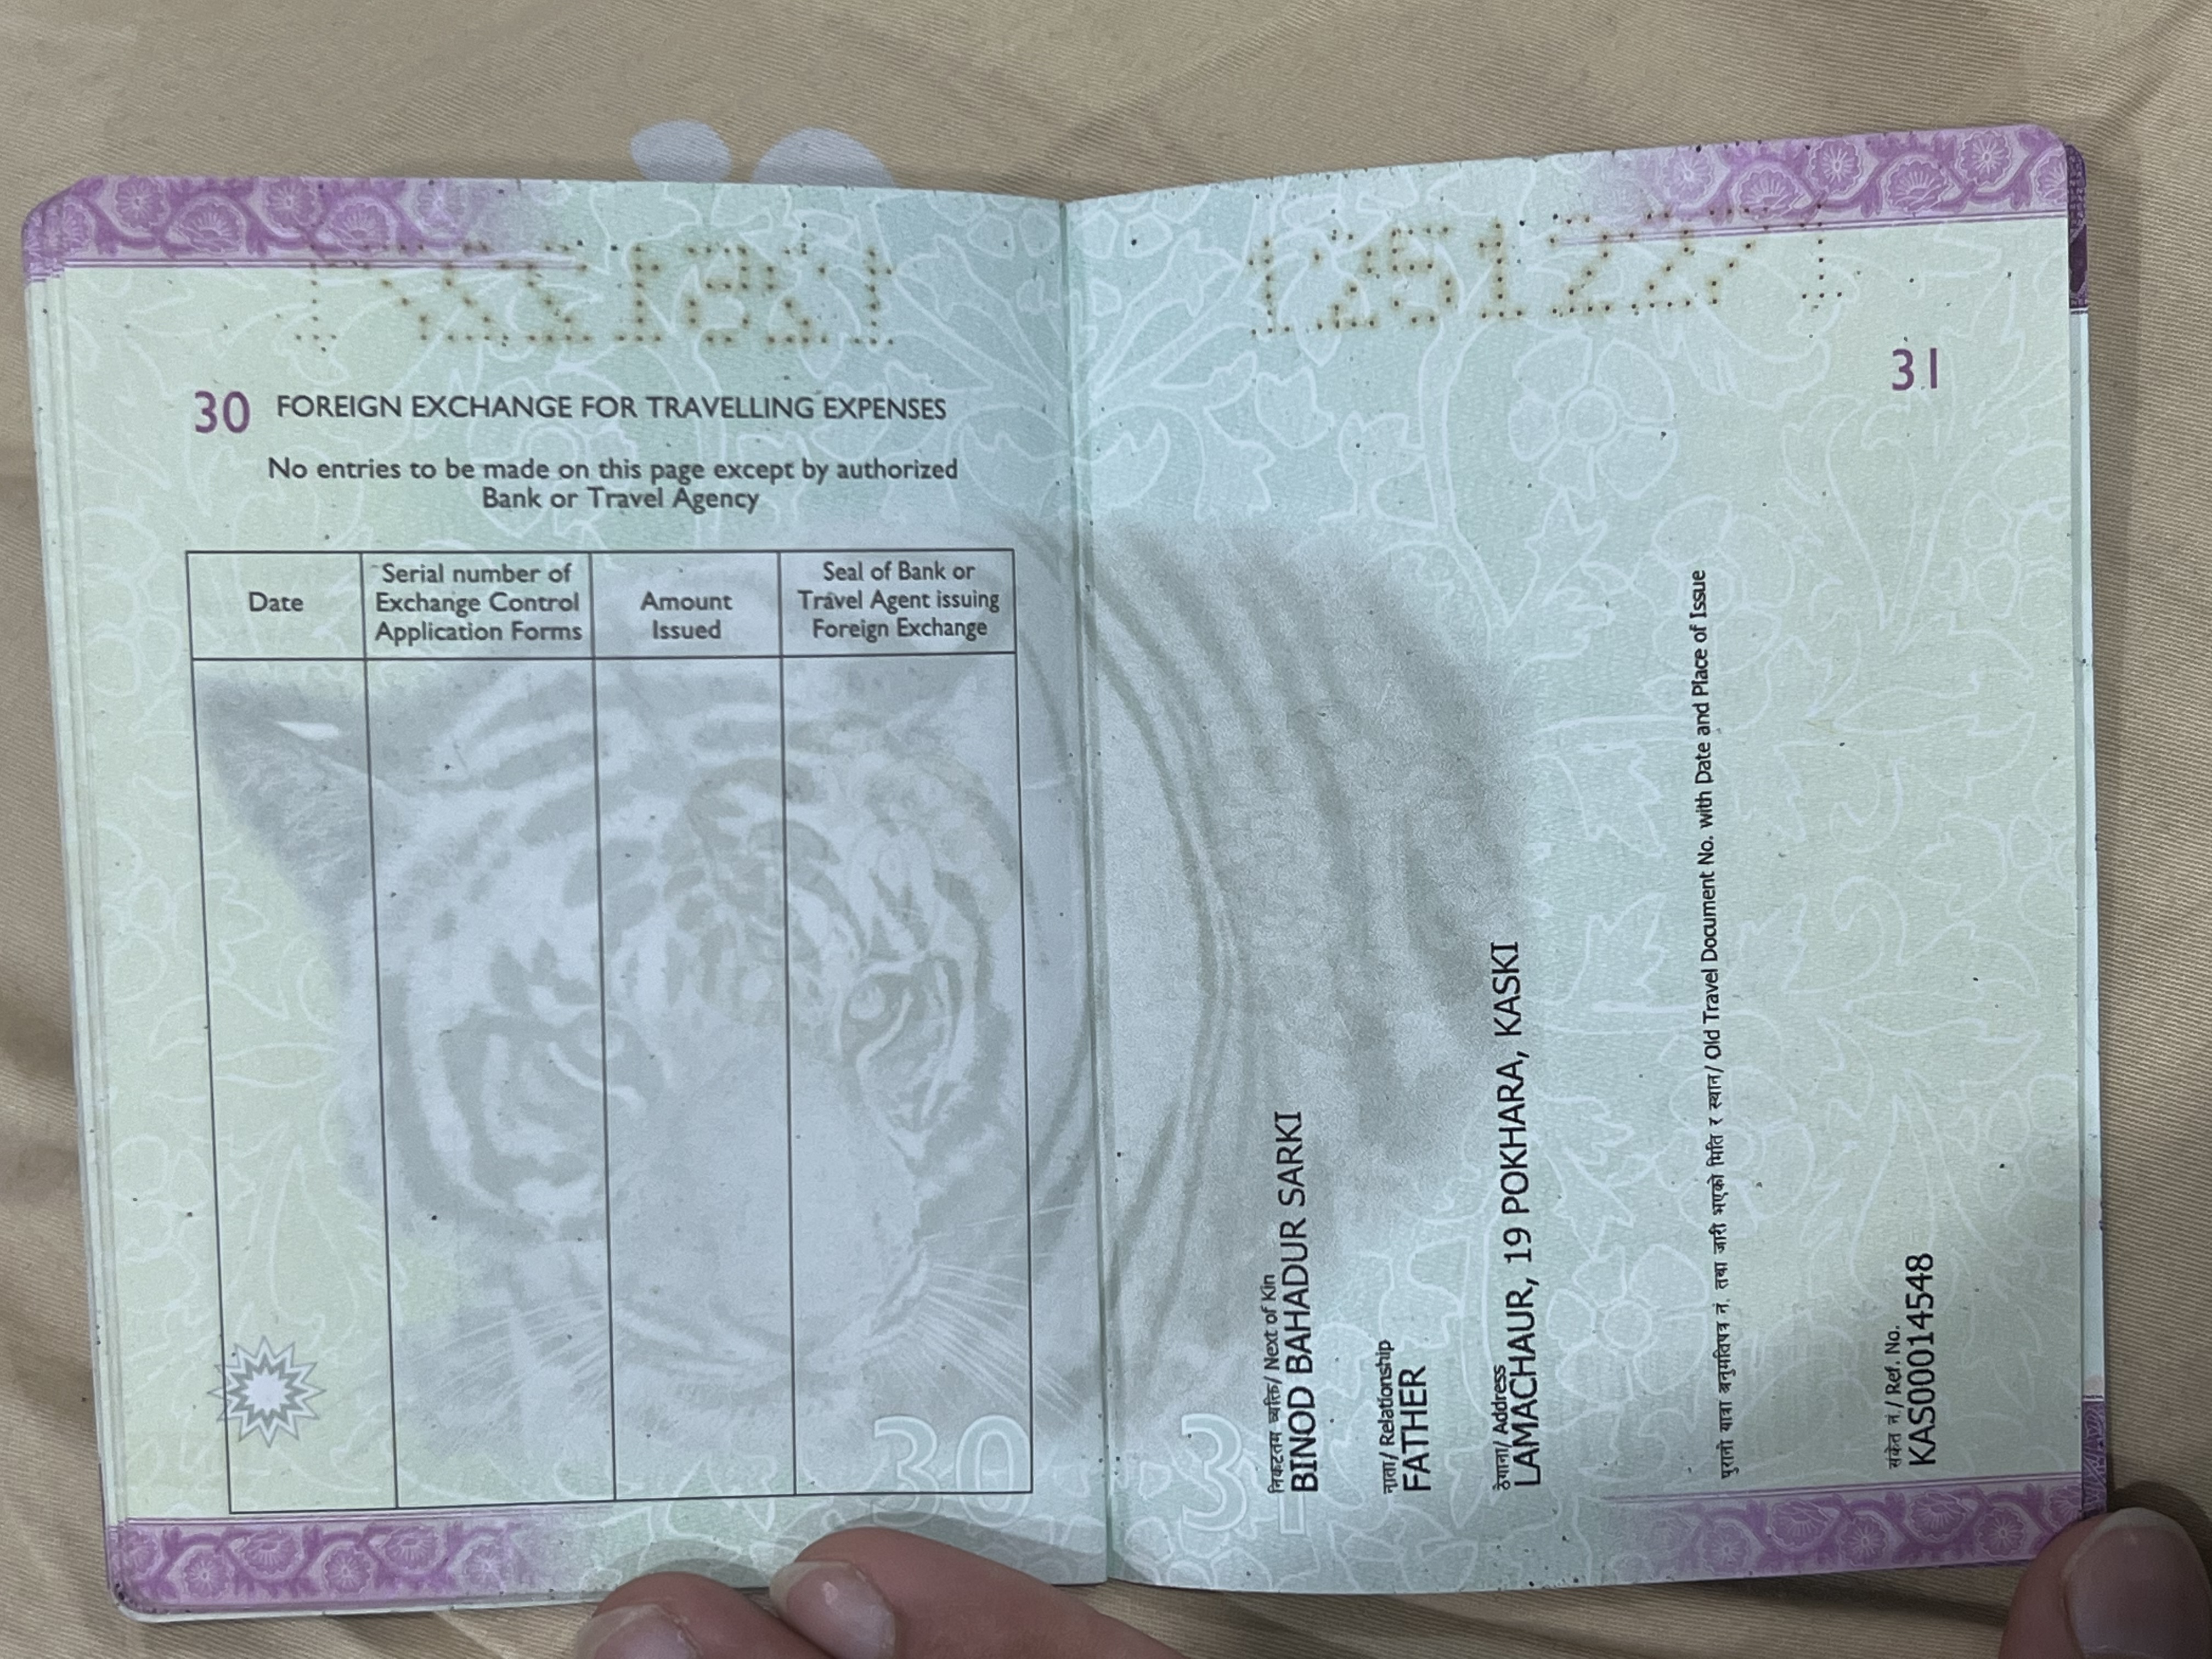 30 FOREIGN EXCHANGE FOR TRAVELLING EXPENSES
No entries to be made on this page except by authorized
Bank or Travel Agency
Date
Serial number of
Exchange Control
Application Forms
Amount
Issued
Seal of Bank or
Travel Agent issuing
Foreign Exchange
30
31
निकटतम व्यक्ति/ Next of Kin
BINOD BAHADUR SARKI
नाता/ Relationship
FATHER
ठेगाना/ Address
LAMACHAUR, 19 POKHARA, KASKI
पुरानो यात्रा अनुमतिपत्र नं. तथा जारी भएको मिति र स्थान/ Old Travel Document No. with Date and Place of Issue
संकेत नं./ Ref. No.
KAS00014548
31